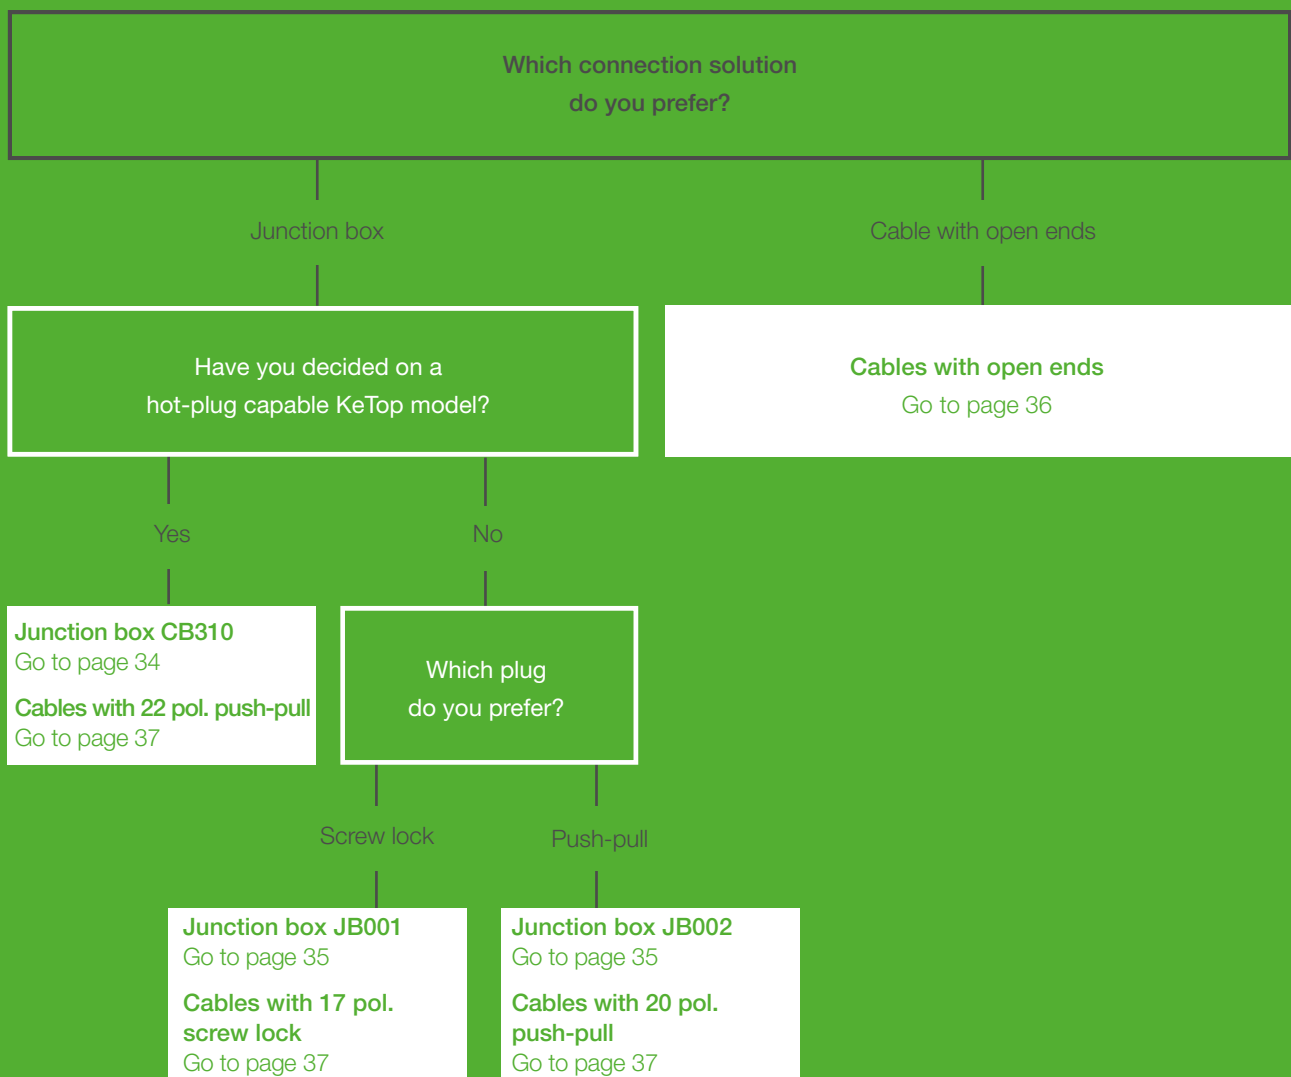 Which connection solution
do you prefer?
Junction box
Cable with open ends
Have you decided on a
hot-plug capable KeTop model?
Cables with open ends
Go to page 36
Yes
No
Junction box CB310
Go to page 34
Cables with 22 pol. push-pull
Go to page 37
Which plug
do you prefer?
Screw lock
Push-pull
Junction box JB001
Go to page 35
Cables with 17 pol.
screw lock
Go to page 37
Junction box JB002
Go to page 35
Cables with 20 pol.
push-pull
Go to page 37